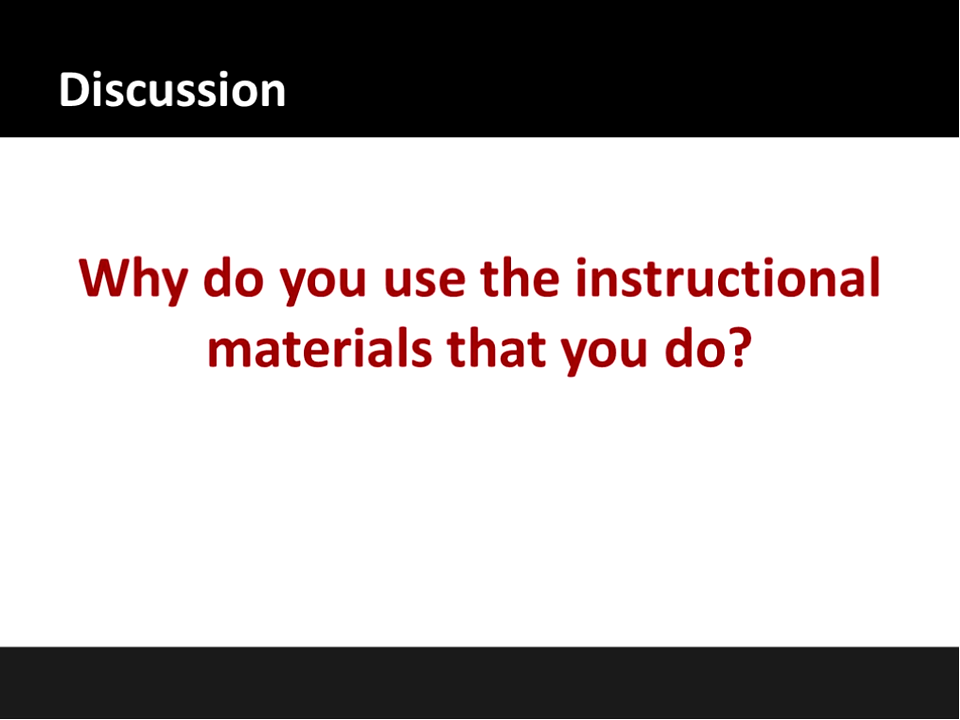 Discussion
Why do you use the instructional
materials that you do?